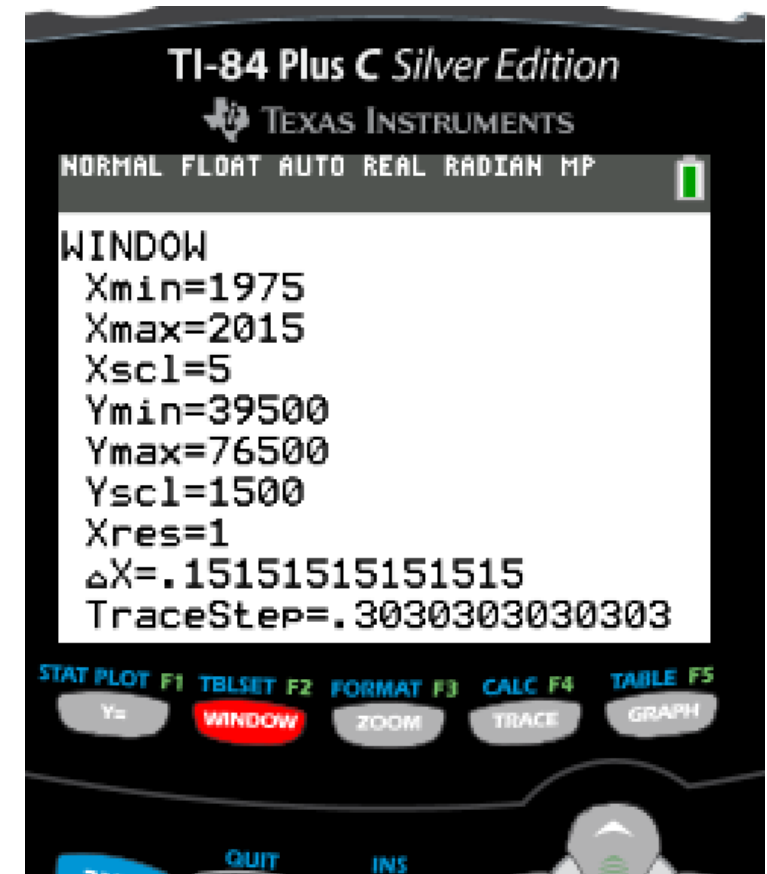 TI-84 Plus C Silver Edition
TEXAS INSTRUMENTS
NORMAL FLOAT AUTO REAL RADIAN MP
WINDOW
Xmin=1975
Xmax=2015
Xscl=5
Ymin=39500
Ymax=76500
Yscl=1500
Xres=1
△X=.15151515151515
TraceStep=.3030303030303
STAT PLOT F1 TBLSET F2 FORMAT F3 CALC F4 TABLE F5
Y= WINDOW ZOOM TRACE GRAPH
QUIT INS